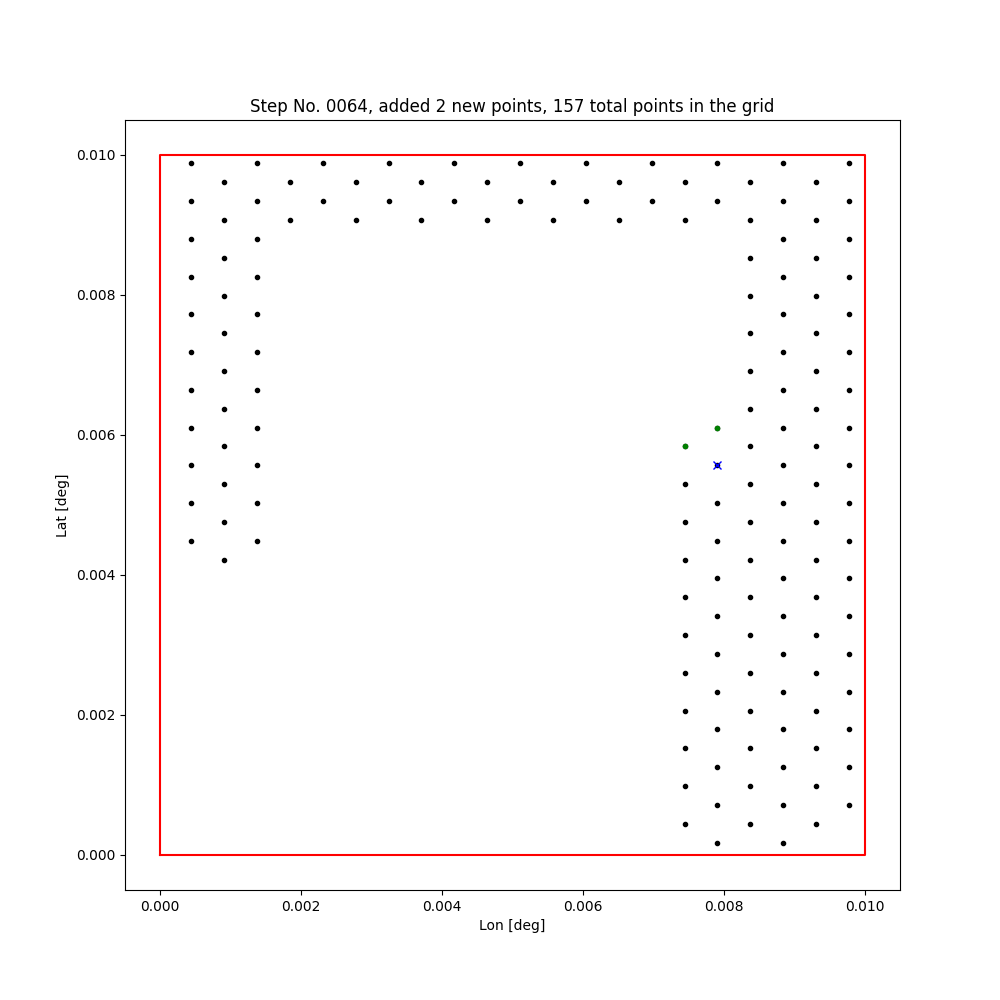 Step No. 0064, added 2 new points, 157 total points in the grid
0.010
0.008
0.006
0.004
0.002
0.000
Lat [deg]
0.000 0.002 0.004 0.006 0.008 0.010
Lon [deg]